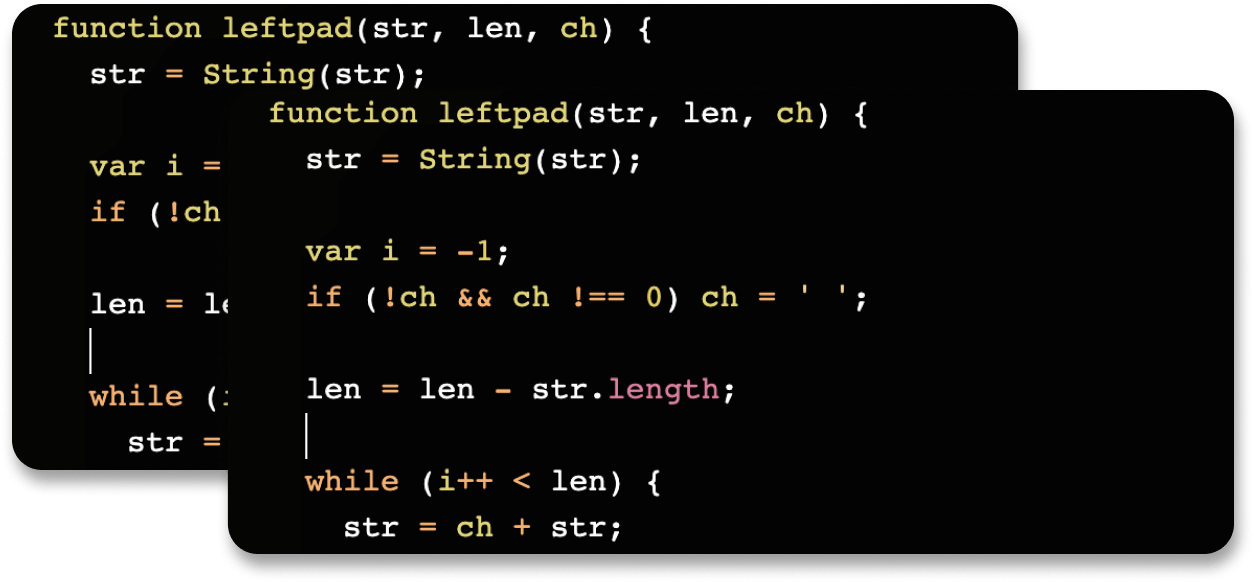 function leftpad(str, len, ch) {
str = String(str);
var i =
if (!ch
len = le
while (i
str =
function leftpad(str, len, ch) {
str = String(str);
var i = -1;
if (!ch && ch !== 0) ch = ' ';
len = len - str.length;
while (i++ < len) {
str = ch + str;